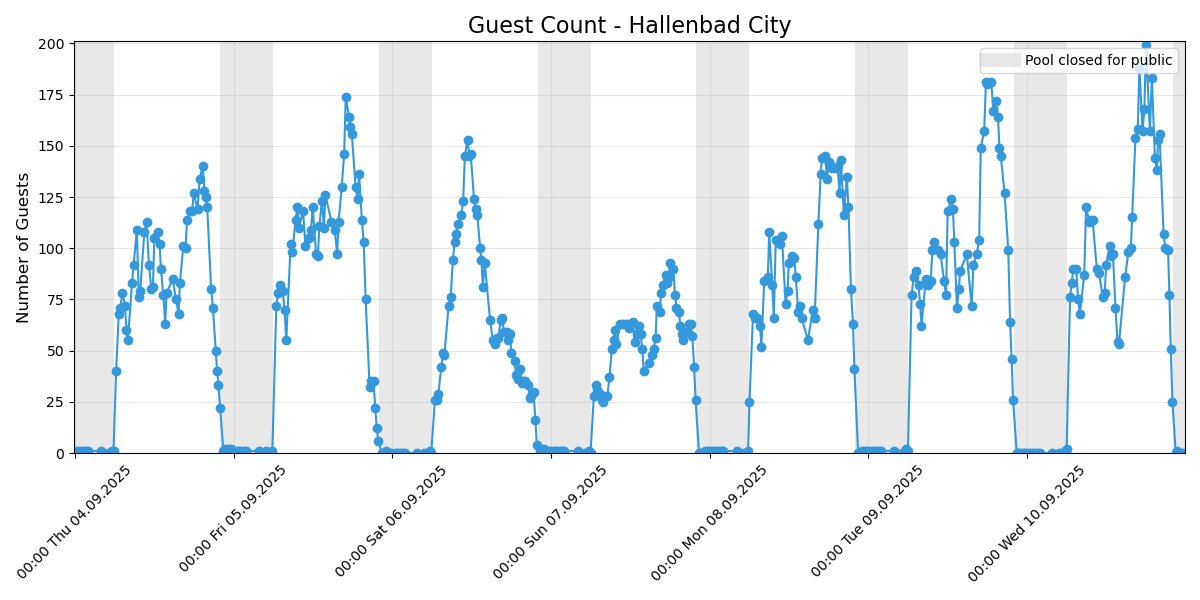 Guest Count - Hallenbad City
Pool closed for public
Number of Guests
200
175
150
125
100
75
50
25
0
00:00 Thu 04.09.2025
00:00 Fri 05.09.2025
00:00 Sat 06.09.2025
00:00 Sun 07.09.2025
00:00 Mon 08.09.2025
00:00 Tue 09.09.2025
00:00 Wed 10.09.2025